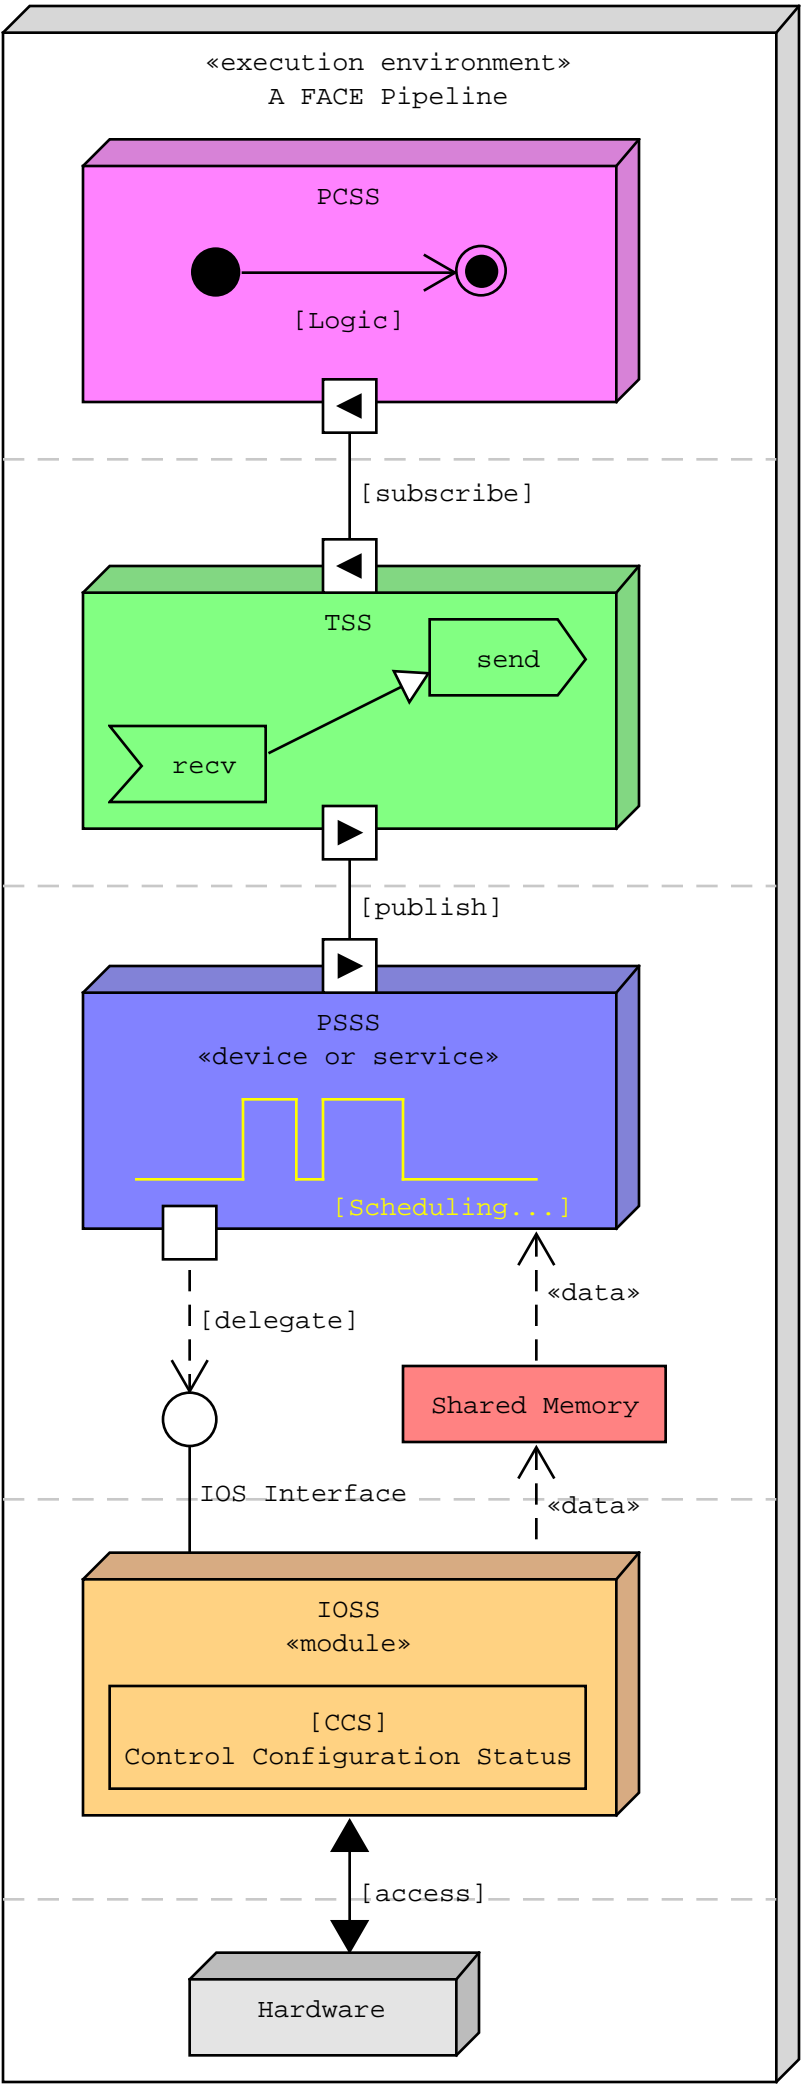 «execution environment»
A FACE Pipeline
PCSS
[Logic]
[subscribe]
TSS
send
recv
[publish]
PSSS
«device or service»
[Scheduling...]
«data»
[delegate]
Shared Memory
IOS Interface
«data»
IOSS
«module»
[CCS]
Control Configuration Status
[access]
Hardware